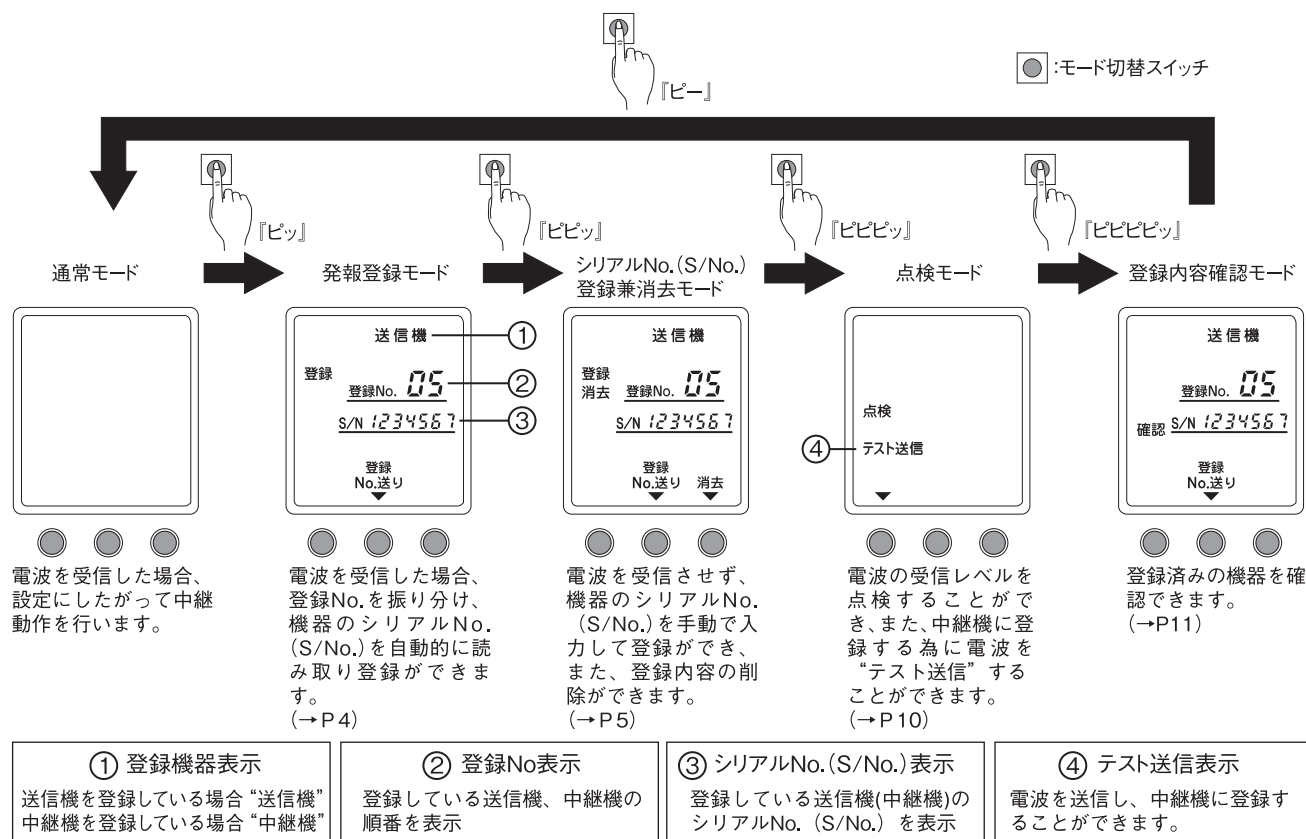 『ピー』
:モード切替スイッチ
『ピッ』
『ピピッ』
『ピピピッ』
『ピピピピッ』
通常モード
発報登録モード
シリアルNo.(S/No.)
登録兼消去モード
点検モード
登録内容確認モード
送信機
①
登録
登録No. 05
②
S/N 1234567
③
登録
No.送り
▼
送信機
登録
消去
登録No. 05
S/N 1234567
登録
No.送り 消去
▼ ▼
点検
④
テスト送信
▼
送信機
登録No. 05
確認 S/N 1234567
登録
No.送り
▼
電波を受信した場合、
設定にしたがって中継
動作を行います。
電波を受信した場合、
登録No.を振り分け、
機器のシリアルNo.
(S/No.)を自動的に読
み取り登録ができま
す。
(→P4)
電波を受信させず、
機器のシリアルNo.
(S/No.)を手動で入
力して登録ができ、
また、登録内容の削
除ができます。
(→P5)
電波の受信レベルを
点検することがで
き、また、中継機に登
録する為に電波を
“テスト送信”する
ことができます。
(→P10)
登録済みの機器を確
認できます。
(→P11)
① 登録機器表示
送信機を登録している場合“送信機”
中継機を登録している場合“中継機”
② 登録No表示
登録している送信機、中継機の
順番を表示
③ シリアルNo.(S/No.)表示
登録している送信機(中継機)の
シリアルNo.(S/No.)を表示
④ テスト送信表示
電波を送信し、中継機に登録す
ることができます。